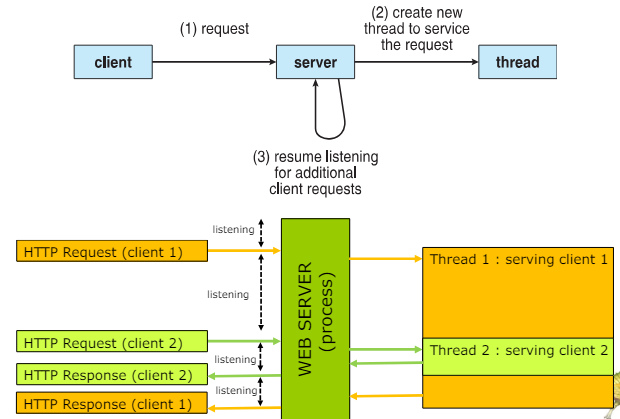 (1) request
(2) create new
thread to service
the request
client
server
thread
(3) resume listening
for additional
client requests
listening
HTTP Request (client 1)
Thread 1 : serving client 1
listening
WEB SERVER
(process)
HTTP Request (client 2)
Thread 2 : serving client 2
listening
HTTP Response (client 2)
listening
HTTP Response (client 1)